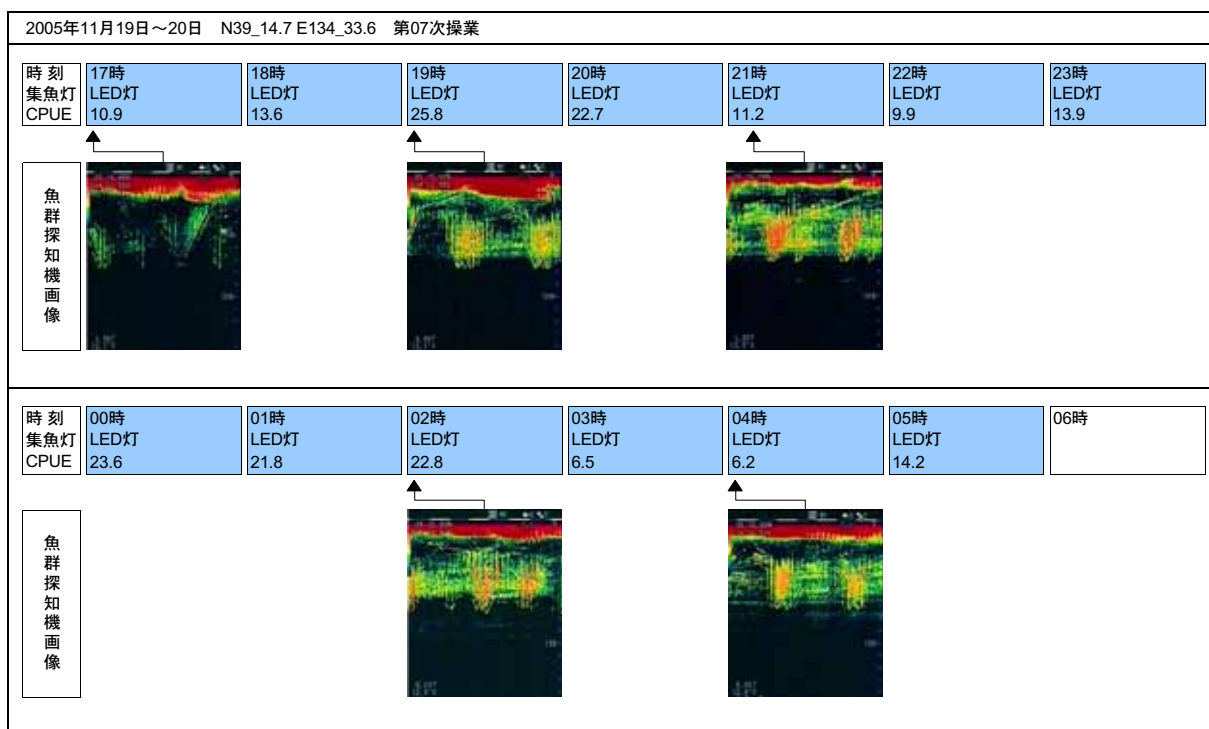 2005年11月19日～20日 N39_14.7 E134_33.6 第07次操業
時刻 17時 18時 19時 20時 21時 22時 23時
集魚灯 LED灯 LED灯 LED灯 LED灯 LED灯 LED灯 LED灯
CPUE 10.9 13.6 25.8 22.7 11.2 9.9 13.9
魚群探知機画像
時刻 00時 01時 02時 03時 04時 05時 06時
集魚灯 LED灯 LED灯 LED灯 LED灯 LED灯 LED灯
CPUE 23.6 21.8 22.8 6.5 6.2 14.2
魚群探知機画像